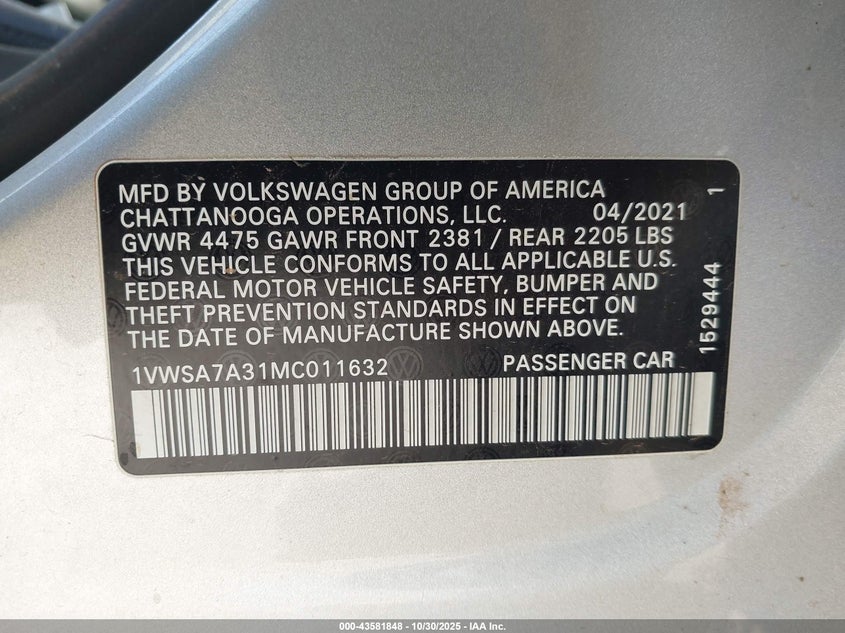 MFD BY VOLKSWAGEN GROUP OF AMERICA
CHATTANOOGA OPERATIONS, LLC. 04/2021
GVWR 4475 GAWR FRONT 2381 / REAR 2205 LBS
THIS VEHICLE CONFORMS TO ALL APPLICABLE U.S.
FEDERAL MOTOR VEHICLE SAFETY, BUMPER AND
THEFT PREVENTION STANDARDS IN EFFECT ON
THE DATE OF MANUFACTURE SHOWN ABOVE.
1VWSA7A31MC011632 PASSENGER CAR
1529444 1
000-43581848 - 10/30/2025 - IAA Inc.